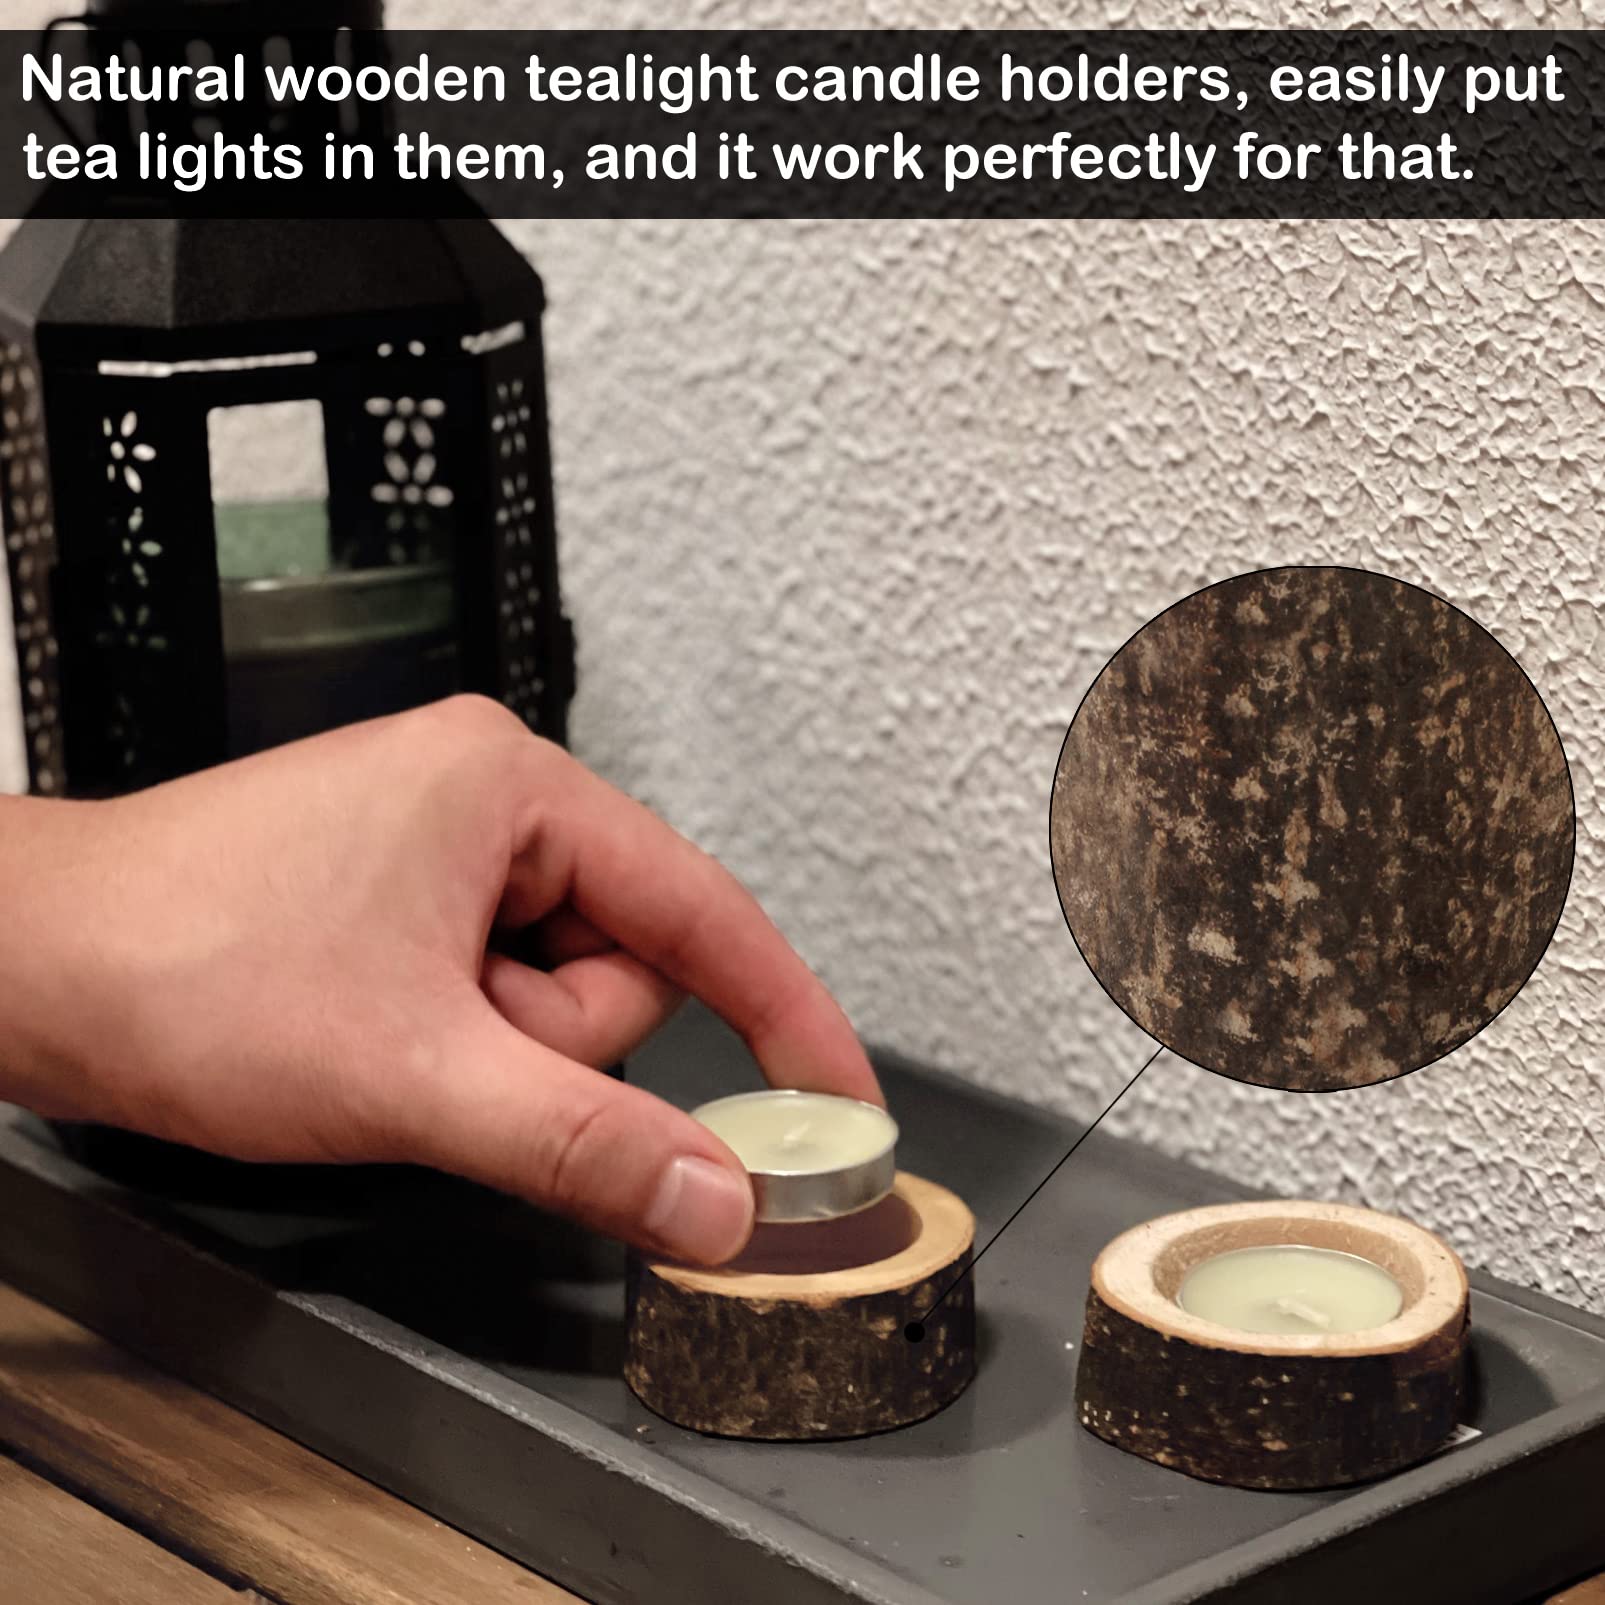 Natural wooden tealight candle holders, easily put
tea lights in them, and it work perfectly for that.